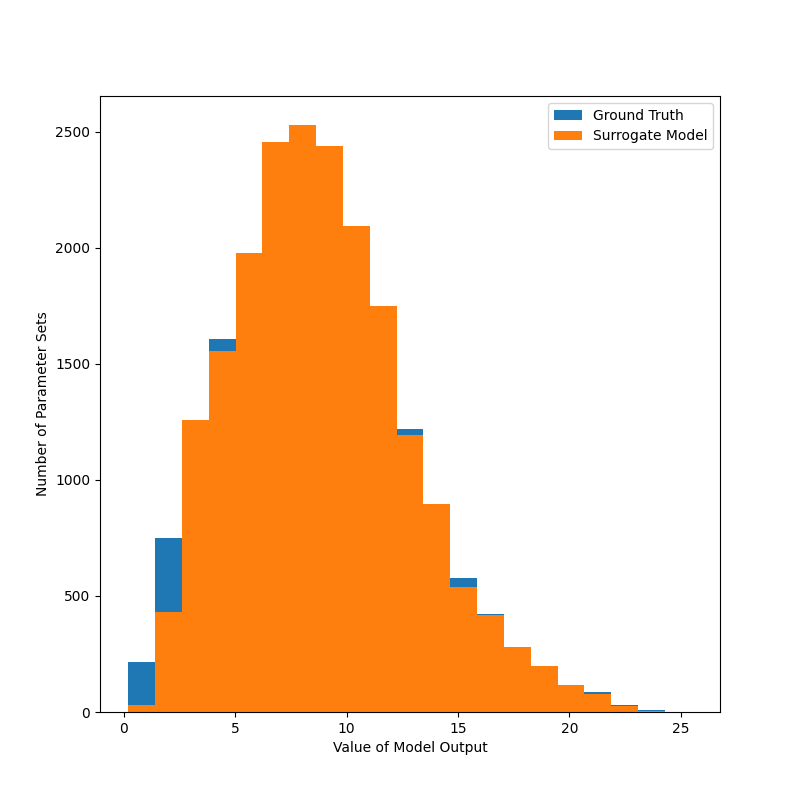 Ground Truth
Surrogate Model
2500
2000
1500
1000
500
0
Number of Parameter Sets
0 5 10 15 20 25
Value of Model Output